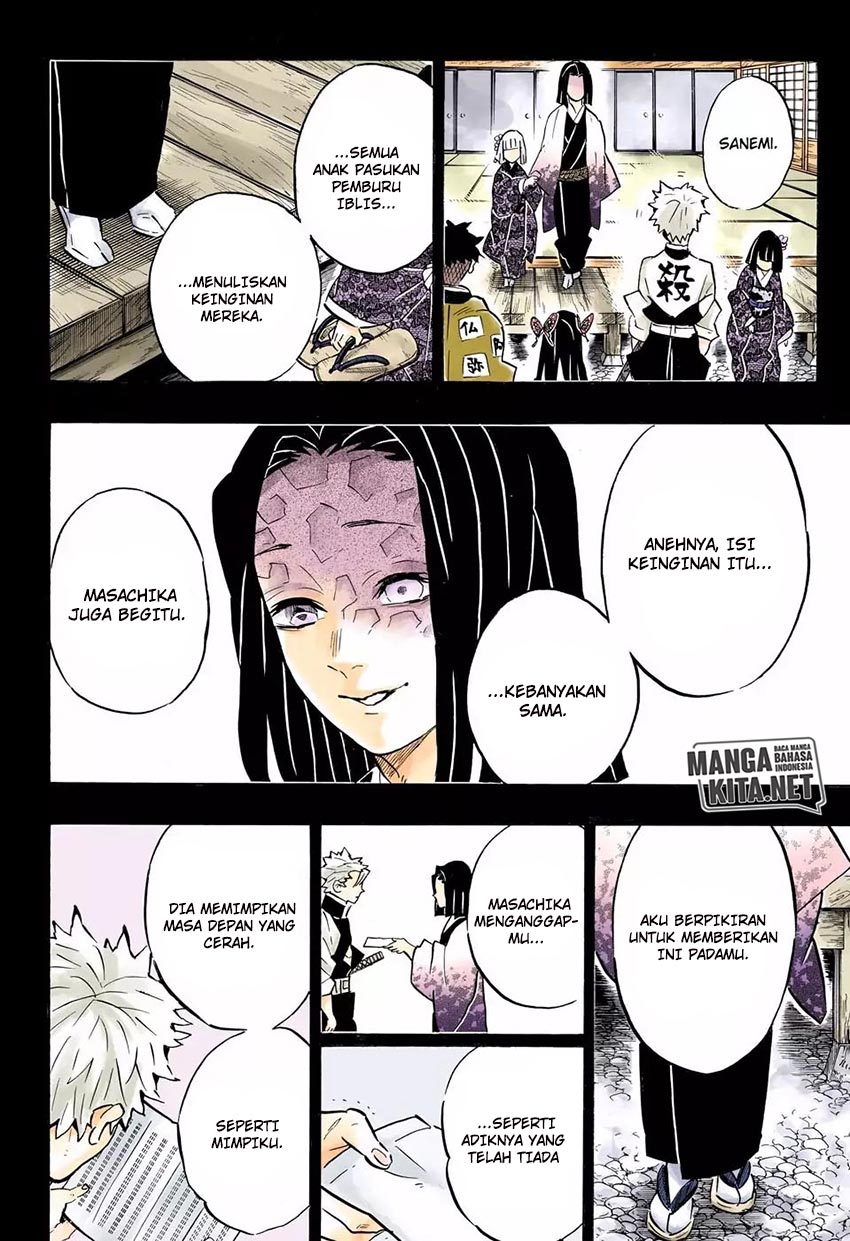 SANEMI.
殺
仏
阿
弥
...SEMUA
ANAK PASUKAN
PEMBURU
IBLIS...
...MENULISKAN
KEINGINAN
MEREKA.
ANEHNYA, ISI
KEINGINAN ITU...
...KEBANYAKAN
SAMA.
MASACHIKA
JUGA BEGITU.
MANGA
KITA.NET
BACA MANGA
BAHASA
INDONESIA
AKU BERPIKIRAN
UNTUK MEMBERIKAN
INI PADAMU.
MASACHIKA
MENGANGGAP-
MU...
...SEPERTI
ADIKNYA YANG
TELAH TIADA
DIA MEMIMPIKAN
MASA DEPAN YANG
CERAH.
SEPERTI
MIMPIKU.